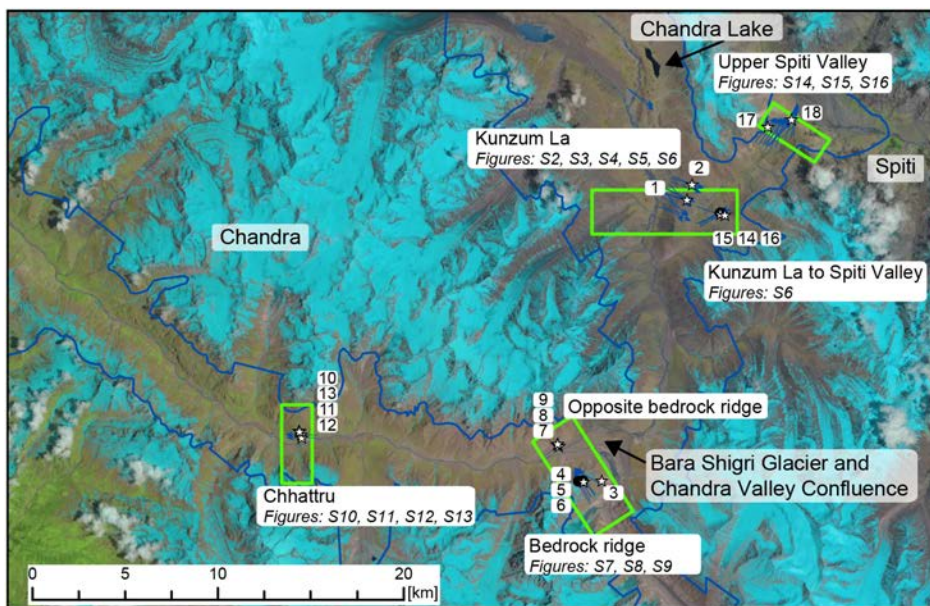 Chandra
Lake
Upper Spiti Valley
Figures: S14, S15, S16
17
18
Kunzum La
Figures: S2, S3, S4, S5, S6
Spiti
2
1
Chandra
15 14 16
Kunzum La to Spiti Valley
Figures: S6
10
13
11
12
9
8
7
Opposite bedrock ridge
4
5
6
3
Bara Shigri Glacier and
Chandra Valley Confluence
Chhattru
Figures: S10, S11, S12, S13
Bedrock ridge
Figures: S7, S8, S9
0 5 10 20
[km]